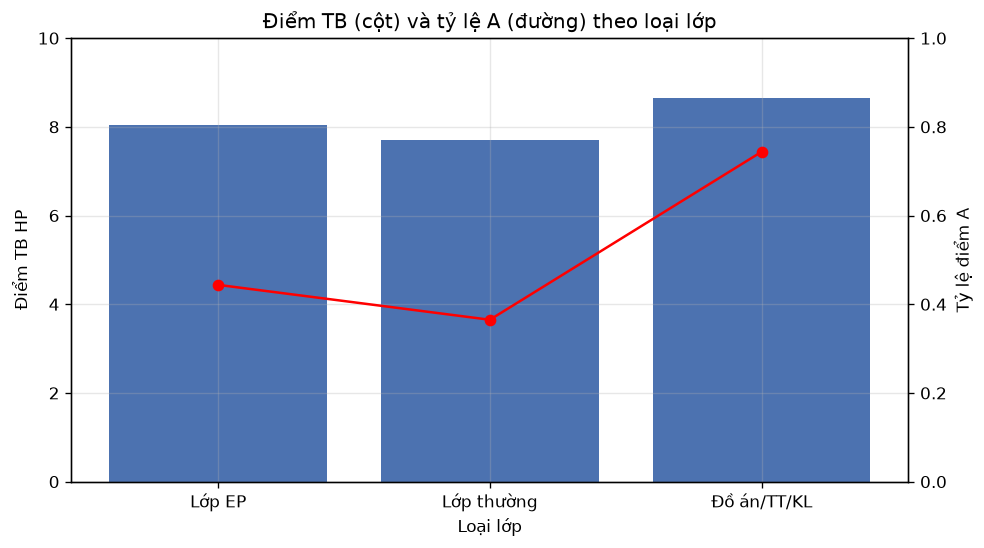 Điểm TB (cột) và tỷ lệ A (đường) theo loại lớp
Điểm TB HP
10
8
6
4
2
0
1.0
0.8
0.6
0.4
0.2
0.0
Tỷ lệ điểm A
Lớp EP
Lớp thường
Đồ án/TT/KL
Loại lớp